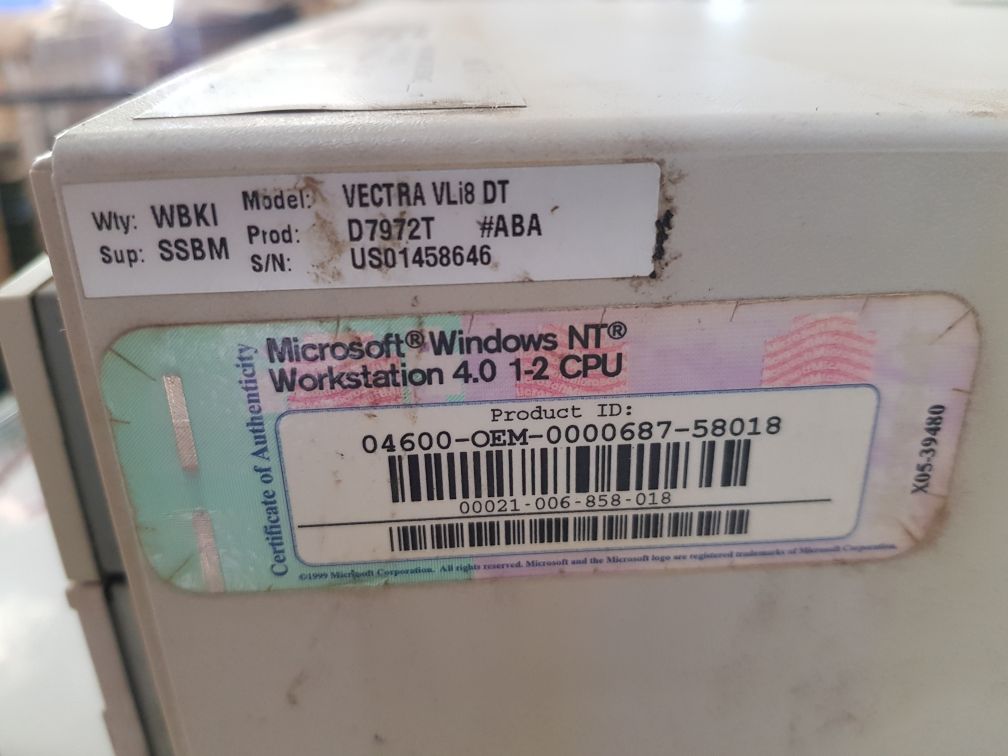 Wty: WBKI Model: VECTRA VLi8 DT
Sup: SSBM Prod: D7972T #ABA
S/N: US01458646
Certificate of Authenticity
Microsoft® Windows NT®
Workstation 4.0 1-2 CPU
Product ID:
04600-OEM-0000687-58018
00021-006-858-018
X05-39480
©1999 Microsoft Corporation. All rights reserved. Microsoft and the Microsoft logo are registered trademarks of Microsoft Corporation.